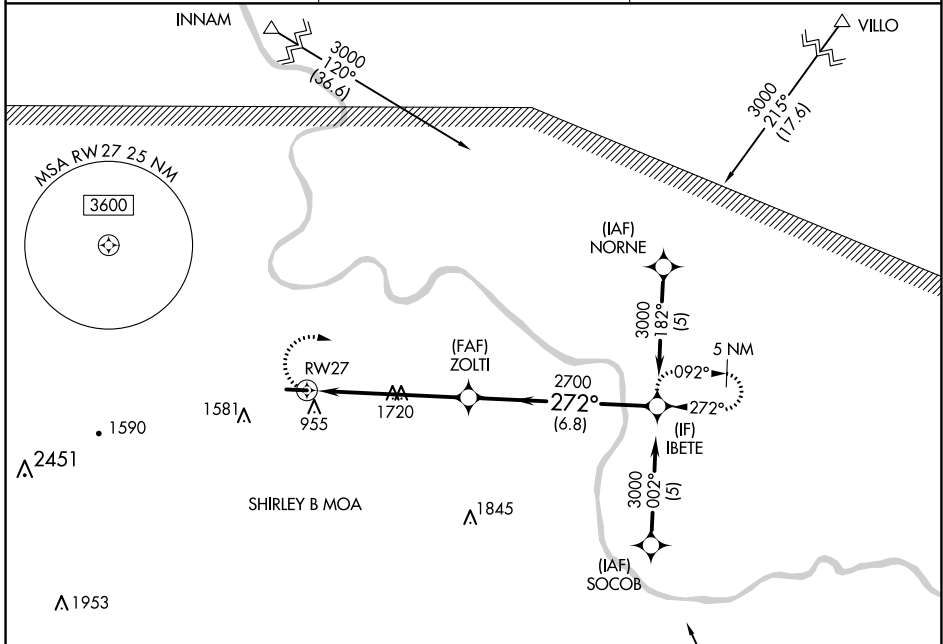 INNAM
3000
120°
(36.6)
VILLO
3000
215°
(17.6)
MSA RW27 25 NM
3600
(IAF)
NORNE
3000
182°
(5)
5 NM
092°
272°
(IF)
IBETE
RW27
(FAF)
ZOLTI
2700
272°
(6.8)
1581
955
1720
1590
2451
SHIRLEY B MOA
1845
3000
002°
(5)
(IAF)
SOCOB
1953